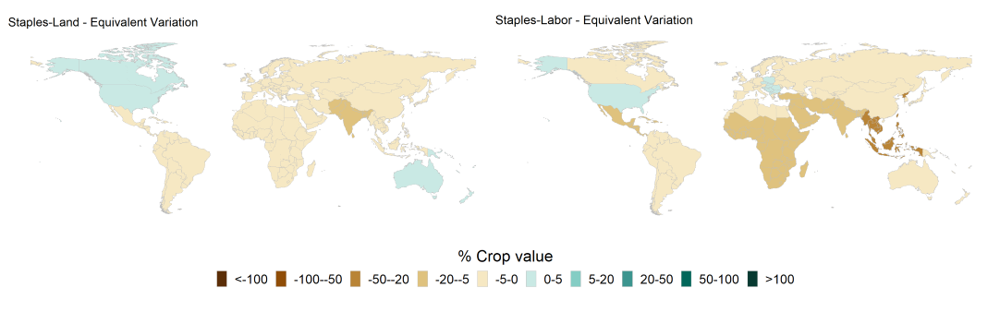 Staples-Land - Equivalent Variation
Staples-Labor - Equivalent Variation
% Crop value
<-100 -100--50 -50--20 -20--5 -5-0 0-5 5-20 20-50 50-100 >100